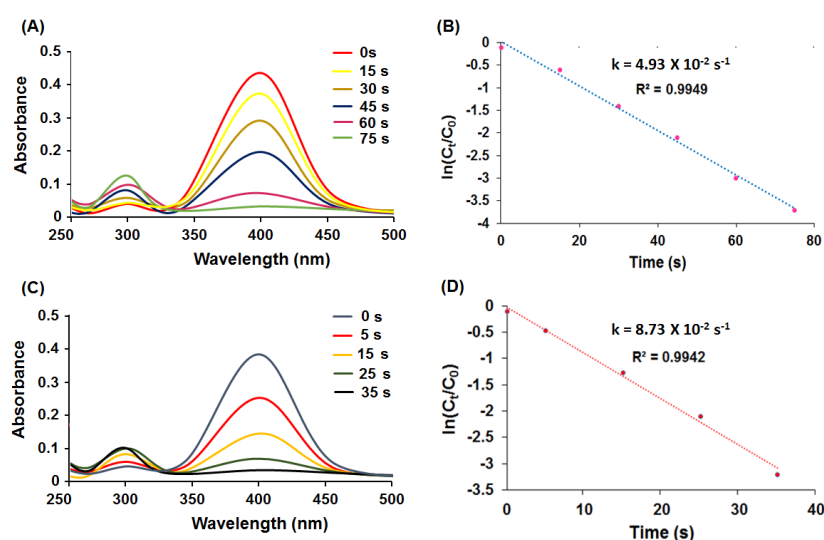 (A)
0.5
0.4
0.3
0.2
0.1
0
Absorbance
250
300
350
400
450
500
Wavelength (nm)
0s
15 s
30 s
45 s
60 s
75 s
(B)
0
-0.5
-1
-1.5
-2
-2.5
-3
-3.5
-4
ln(Cₜ/C₀)
k = 4.93 X 10⁻² s⁻¹
R² = 0.9949
0
20
40
60
80
Time (s)
(C)
0.5
0.4
0.3
0.2
0.1
0
Absorbance
250
300
350
400
450
500
Wavelength (nm)
0 s
5 s
15 s
25 s
35 s
(D)
0
-0.5
-1
-1.5
-2
-2.5
-3
-3.5
ln(Cₜ/C₀)
k = 8.73 X 10⁻² s⁻¹
R² = 0.9942
0
10
20
30
40
Time (s)